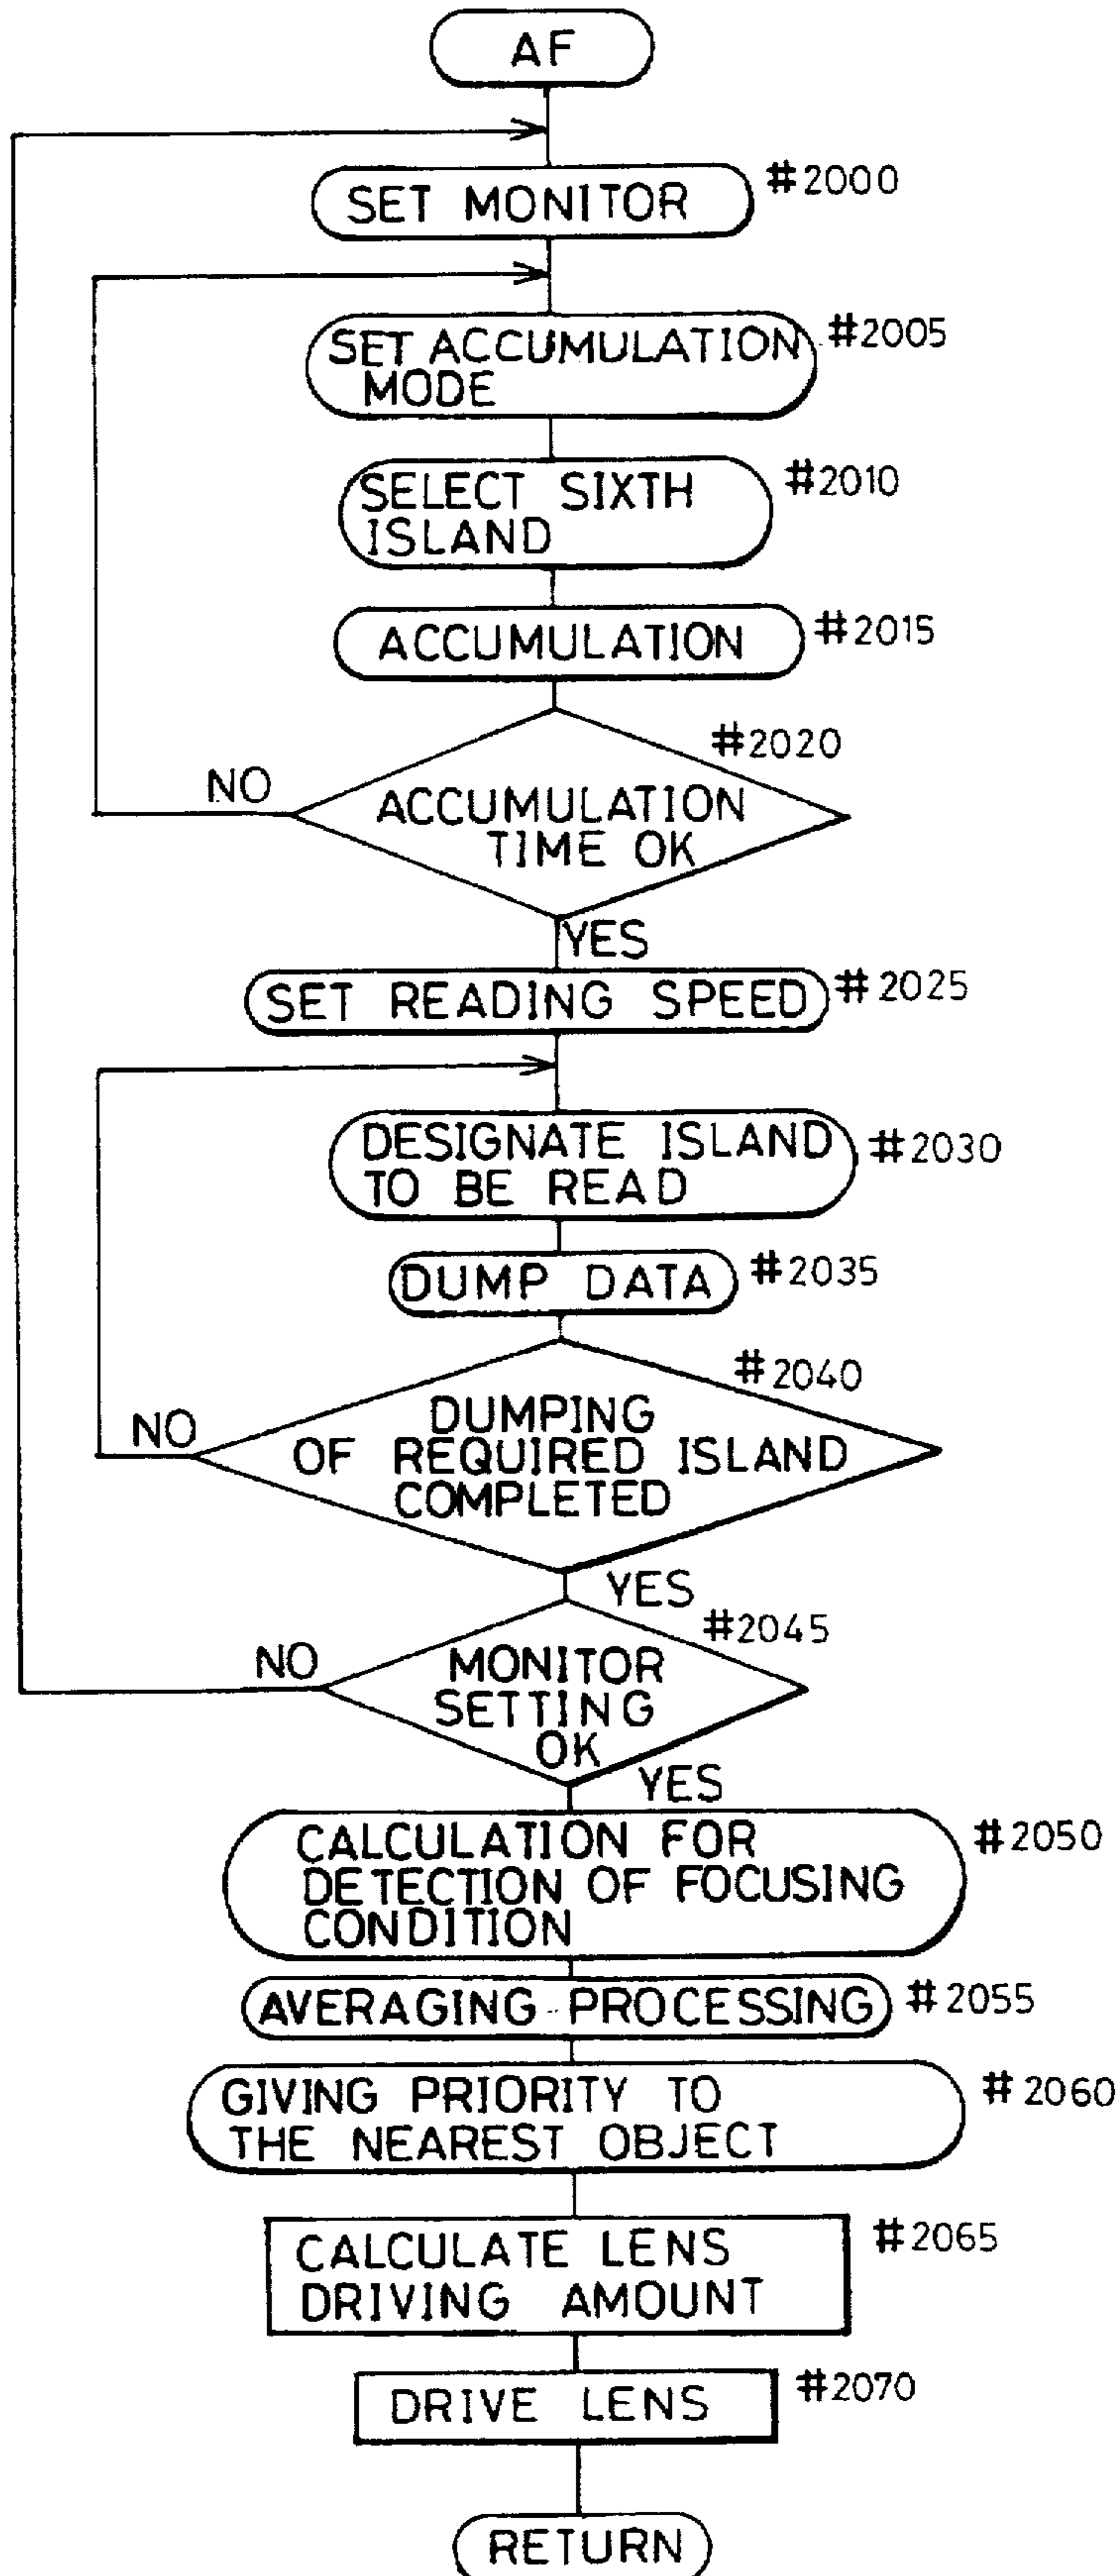 AF
SET MONITOR #2000
SET ACCUMULATION #2005
MODE
SELECT SIXTH #2010
ISLAND
ACCUMULATION #2015
#2020
NO
ACCUMULATION
TIME OK
YES
SET READING SPEED #2025
DESIGNATE ISLAND #2030
TO BE READ
DUMP DATA #2035
#2040
NO
DUMPING
OF REQUIRED ISLAND
COMPLETED
YES
#2045
NO
MONITOR
SETTING
OK
YES
CALCULATION FOR #2050
DETECTION OF FOCUSING
CONDITION
AVERAGING PROCESSING #2055
GIVING PRIORITY TO #2060
THE NEAREST OBJECT
CALCULATE LENS #2065
DRIVING AMOUNT
DRIVE LENS #2070
RETURN